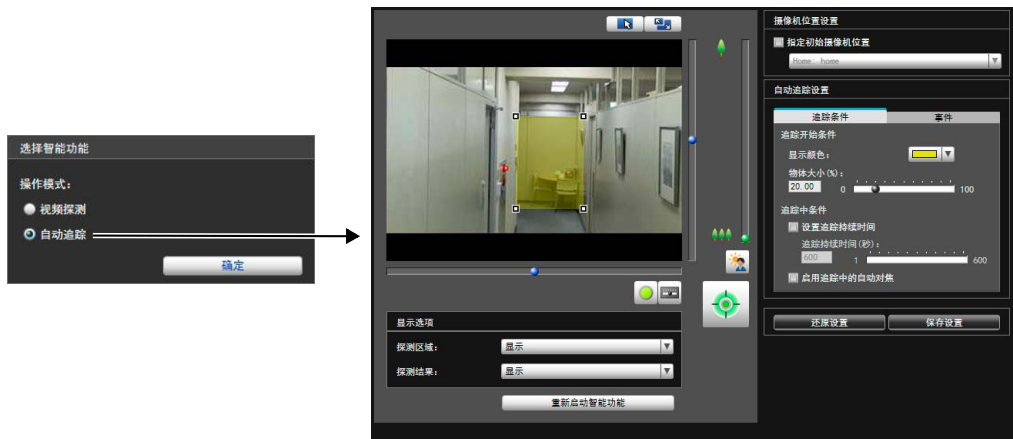 选择智能功能
操作模式：
视频探测
自动追踪
确定
显示选项
探测区域：
显示
探测结果：
显示
重新启动智能功能
摄像机位置设置
指定初始摄像机位置
Home: home
自动追踪设置
追踪条件
事件
追踪开始条件
显示颜色：
物体大小(%)：
20.00
0
100
追踪中条件
设置追踪持续时间
追踪持续时间(秒)：
600
1
600
启用追踪中的自动对焦
还原设置
保存设置